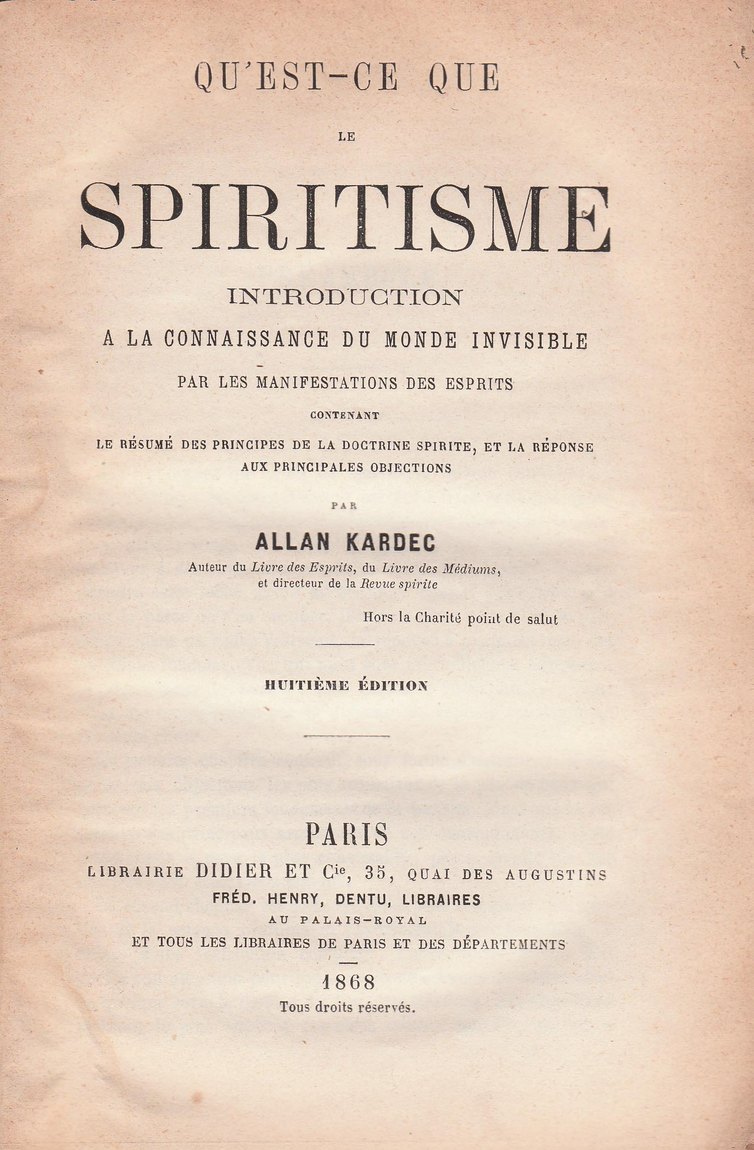 QU'EST-CE QUE
LE
SPIRITISME
INTRODUCTION
A LA CONNAISSANCE DU MONDE INVISIBLE
PAR LES MANIFESTATIONS DES ESPRITS
CONTENANT
LE RÉSUMÉ DES PRINCIPES DE LA DOCTRINE SPIRITE, ET LA RÉPONSE
AUX PRINCIPALES OBJECTIONS
PAR
ALLAN KARDEC
Auteur du Livre des Esprits, du Livre des Médiums,
et directeur de la Revue spirite
Hors la Charité point de salut
HUITIÈME ÉDITION
PARIS
LIBRAIRIE DIDIER ET Cie, 35, QUAI DES AUGUSTINS
FRÉD. HENRY, DENTU, LIBRAIRES
AU PALAIS-ROYAL
ET TOUS LES LIBRAIRES DE PARIS ET DES DÉPARTEMENTS
1868
Tous droits réservés.